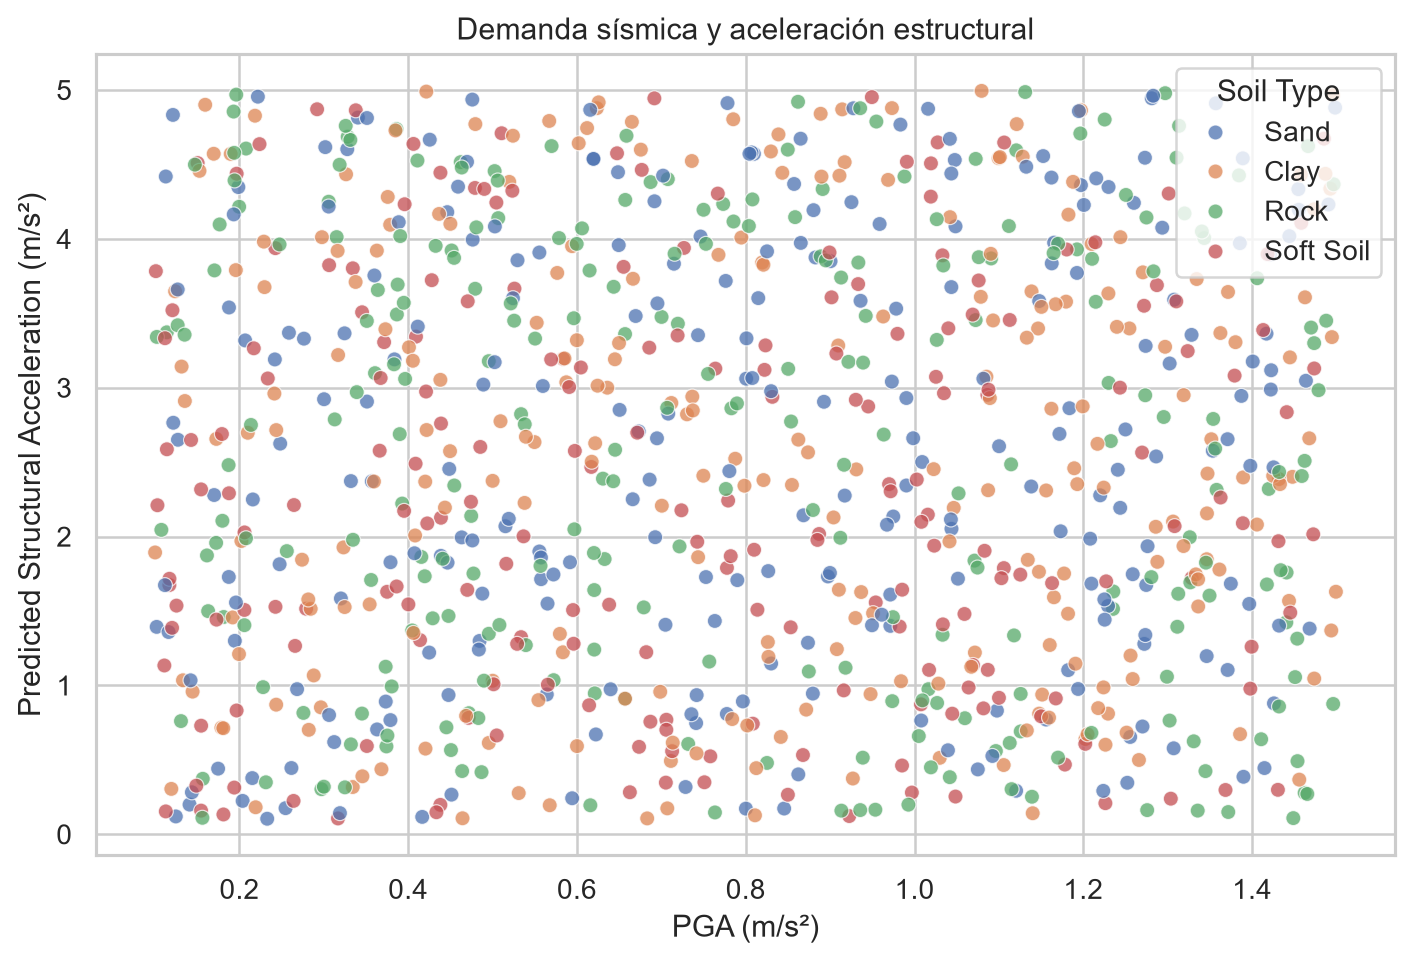 Demanda sísmica y aceleración estructural
Predicted Structural Acceleration (m/s²)
5
4
3
2
1
0
Soil Type
Sand
Clay
Rock
Soft Soil
0.2 0.4 0.6 0.8 1.0 1.2 1.4
PGA (m/s²)